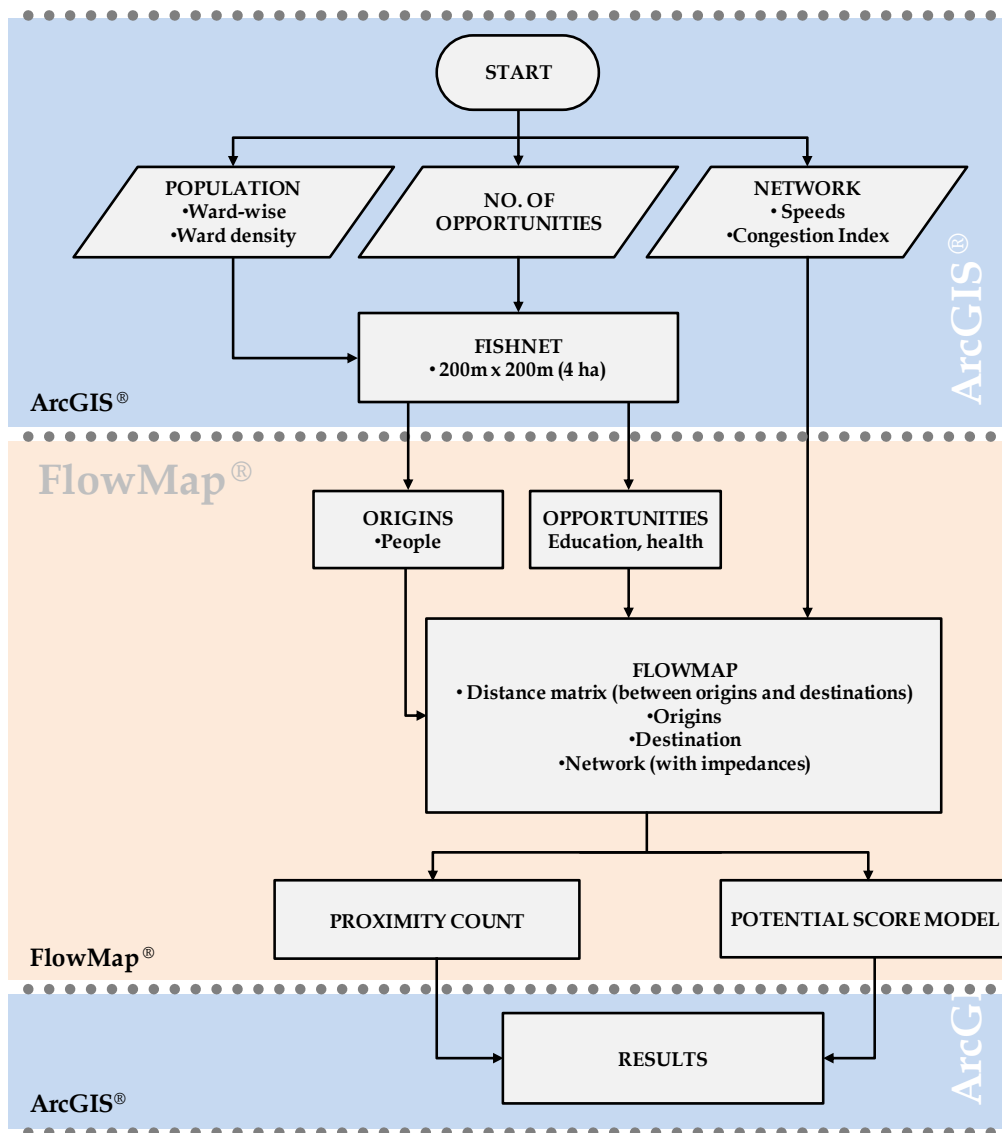 START
POPULATION
•Ward-wise
•Ward density
NO. OF
OPPORTUNITIES
NETWORK
• Speeds
•Congestion Index
ArcGIS®
FISHNET
• 200m x 200m (4 ha)
ArcGIS®
FlowMap®
ORIGINS
•People
OPPORTUNITIES
Education, health
FLOWMAP
• Distance matrix (between origins and destinations)
•Origins
•Destination
•Network (with impedances)
PROXIMITY COUNT
POTENTIAL SCORE MODEL
FlowMap®
RESULTS
ArcGI
ArcGIS®